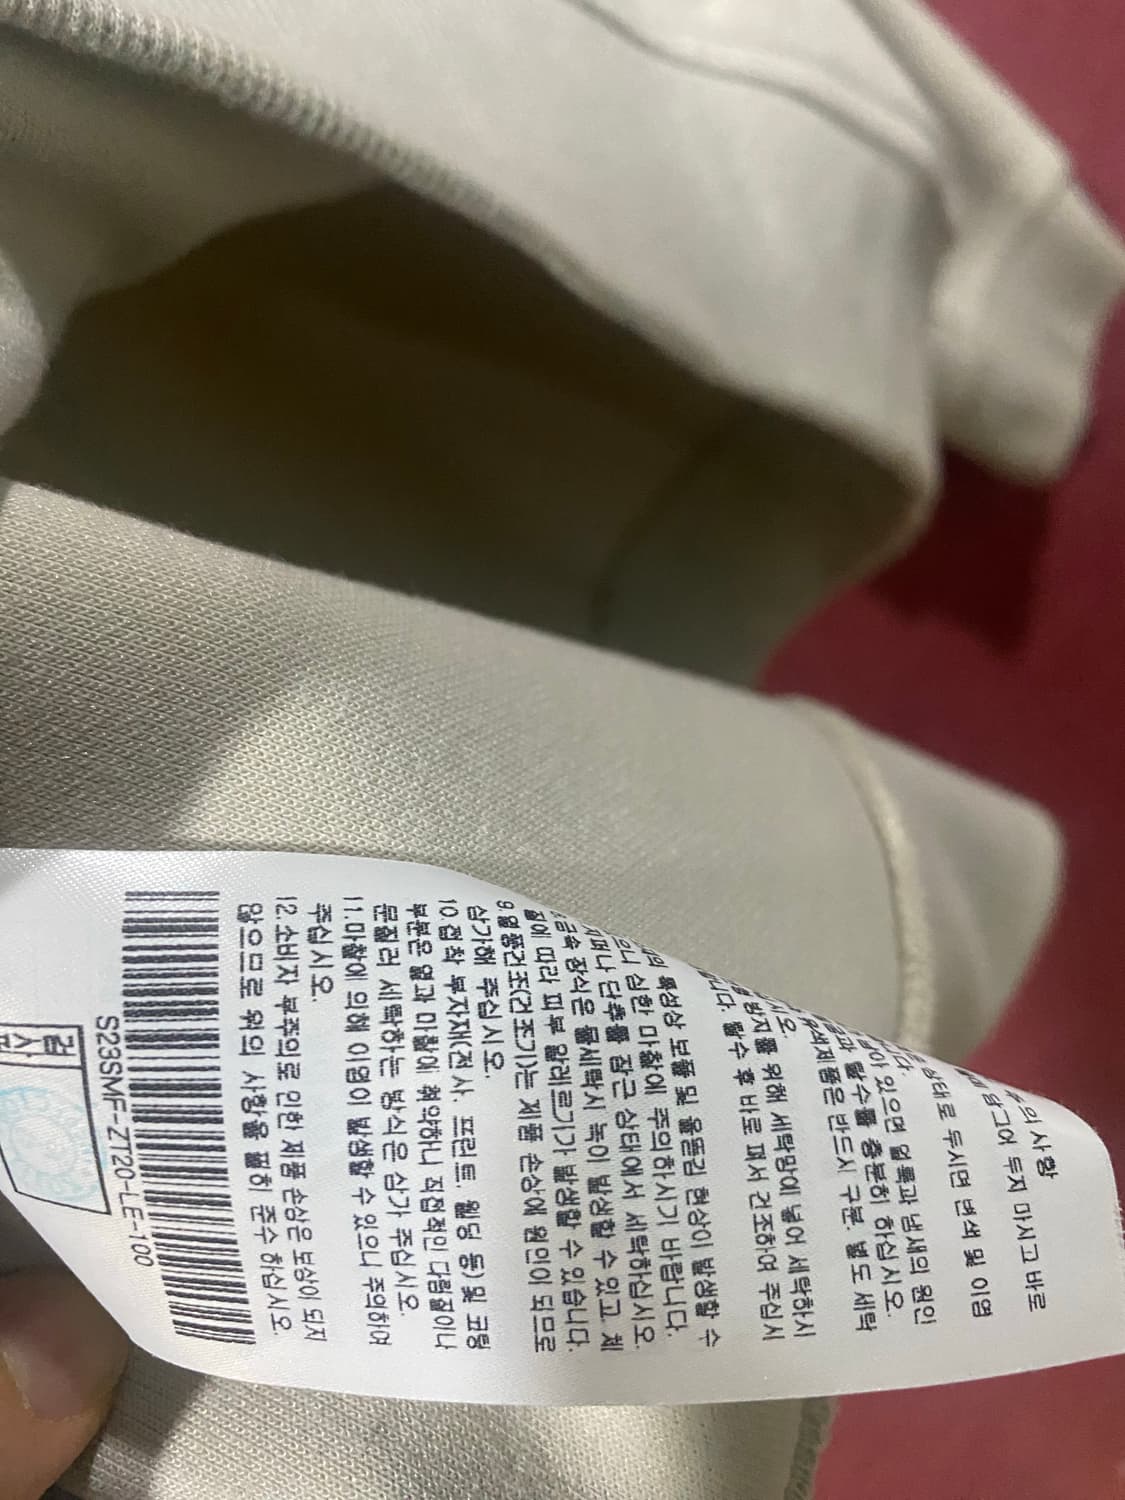 의 사항
담그어 두지 마시고 바로
상태로 두시면 변색 및 이염
있으면 얼룩과 냄새의 원인
탈수를 충분히 하십시오.
제품은 반드시 구분, 별도 세탁
방지를 위해 세탁망에 넣어 세탁하시
탈수 후 바로 펴서 건조하여 주십시
특성상 보풀 및 올뜯김 현상이 발생할 수
심한 마찰에 주의하시기 바랍니다.
단추를 잠근 상태에서 세탁하십시오.
금속 장식은 물세탁시 녹이 발생할 수 있고, 체
질에 따라 피부 알레르기가 발생할 수 있습니다.
9.열풍건조(건조기)는 제품 손상에 원인이 되므로
삼가해 주십시오.
10.접착 부자재(전사, 프린트, 웰딩 등) 및 코팅
부분은 열과 마찰에 취약하니 직접적인 다림질이나
문질러 세탁하는 방식은 삼가 주십시오.
11.마찰에 의해 이염이 발생할 수 있으니 주의하여
주십시오.
12.소비자 부주의로 인한 제품 손상은 보상이 되지
않으므로 위의 사항을 필히 준수 하십시오.
S23SMF-ZT20-LE-100
검
사